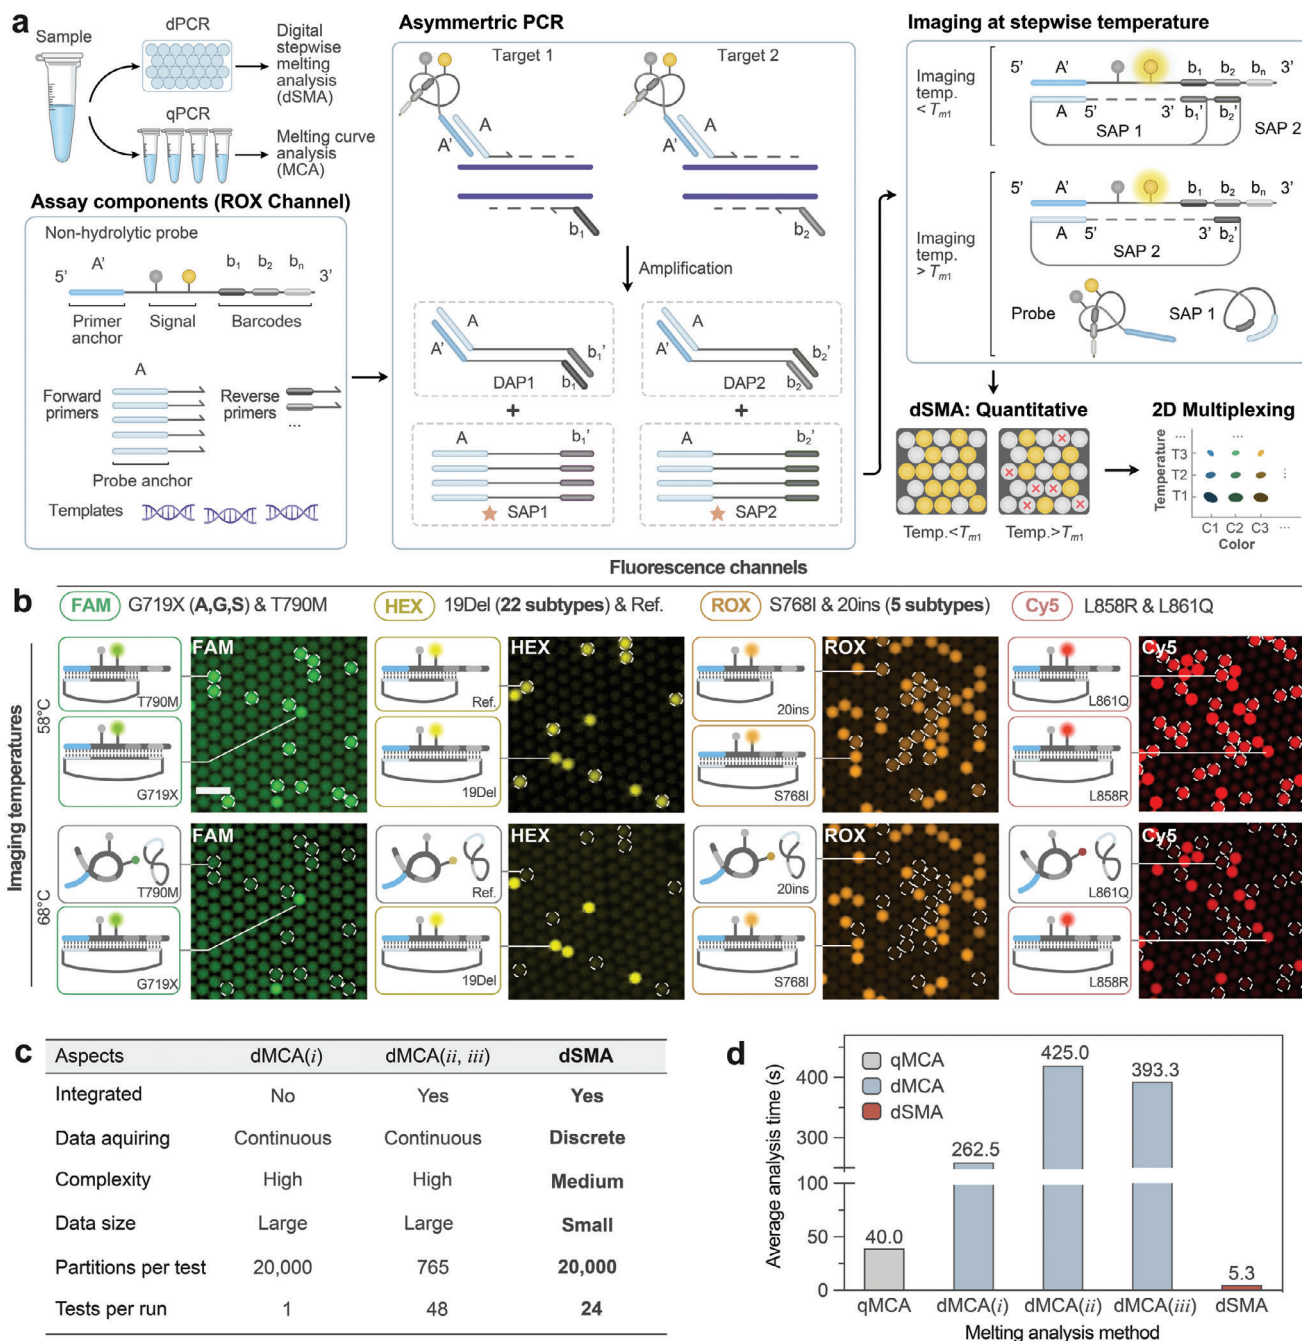 a
Sample
dPCR
Digital
stepwise
melting
analysis
(dSMA)
qPCR
Melting curve
analysis
(MCA)
Assay components (ROX Channel)
Non-hydrolytic probe
5’ A’ b1 b2 bn 3’
Primer
anchor
Signal
Barcodes
A
Forward
primers
Reverse
primers
...
Probe anchor
Templates
Asymmertric PCR
Target 1
Target 2
A
A’
b1
A
A’
b2
Amplification
A
A’
b1’
b1
DAP1
A
A’
b2’
b2
DAP2
+
+
A b1’
SAP1
A b2’
SAP2
Imaging at stepwise temperature
Imaging
temp.
< Tm1
5’ A’ b1 b2 bn 3’
A 5’ 3’ b1’ b2’
SAP 1
SAP 2
Imaging
temp.
> Tm1
5’ A’ b1 b2 bn 3’
A 5’ 3’ b2’
SAP 2
Probe
SAP 1
dSMA: Quantitative
Temp.<Tm1
Temp.>Tm1
2D Multiplexing
Temperature
... ...
T3
T2 ...
T1
C1 C2 C3 ...
Color
Fluorescence channels
b
FAM G719X (A,G,S) & T790M
HEX 19Del (22 subtypes) & Ref.
ROX S768I & 20ins (5 subtypes)
Cy5 L858R & L861Q
Imaging temperatures
58°C
T790M
G719X
FAM
Ref.
19Del
HEX
20ins
S768I
ROX
L861Q
L858R
Cy5
68°C
T790M
G719X
FAM
Ref.
19Del
HEX
20ins
S768I
ROX
L861Q
L858R
Cy5
c
Aspects dMCA(i) dMCA(ii, iii) dSMA
Integrated No Yes Yes
Data aquiring Continuous Continuous Discrete
Complexity High High Medium
Data size Large Large Small
Partitions per test 20,000 765 20,000
Tests per run 1 48 24
d
Average analysis time (s)
400
200
100
50
0
qMCA
dMCA
dSMA
40.0
262.5
425.0
393.3
5.3
qMCA dMCA(i) dMCA(ii) dMCA(iii) dSMA
Melting analysis method